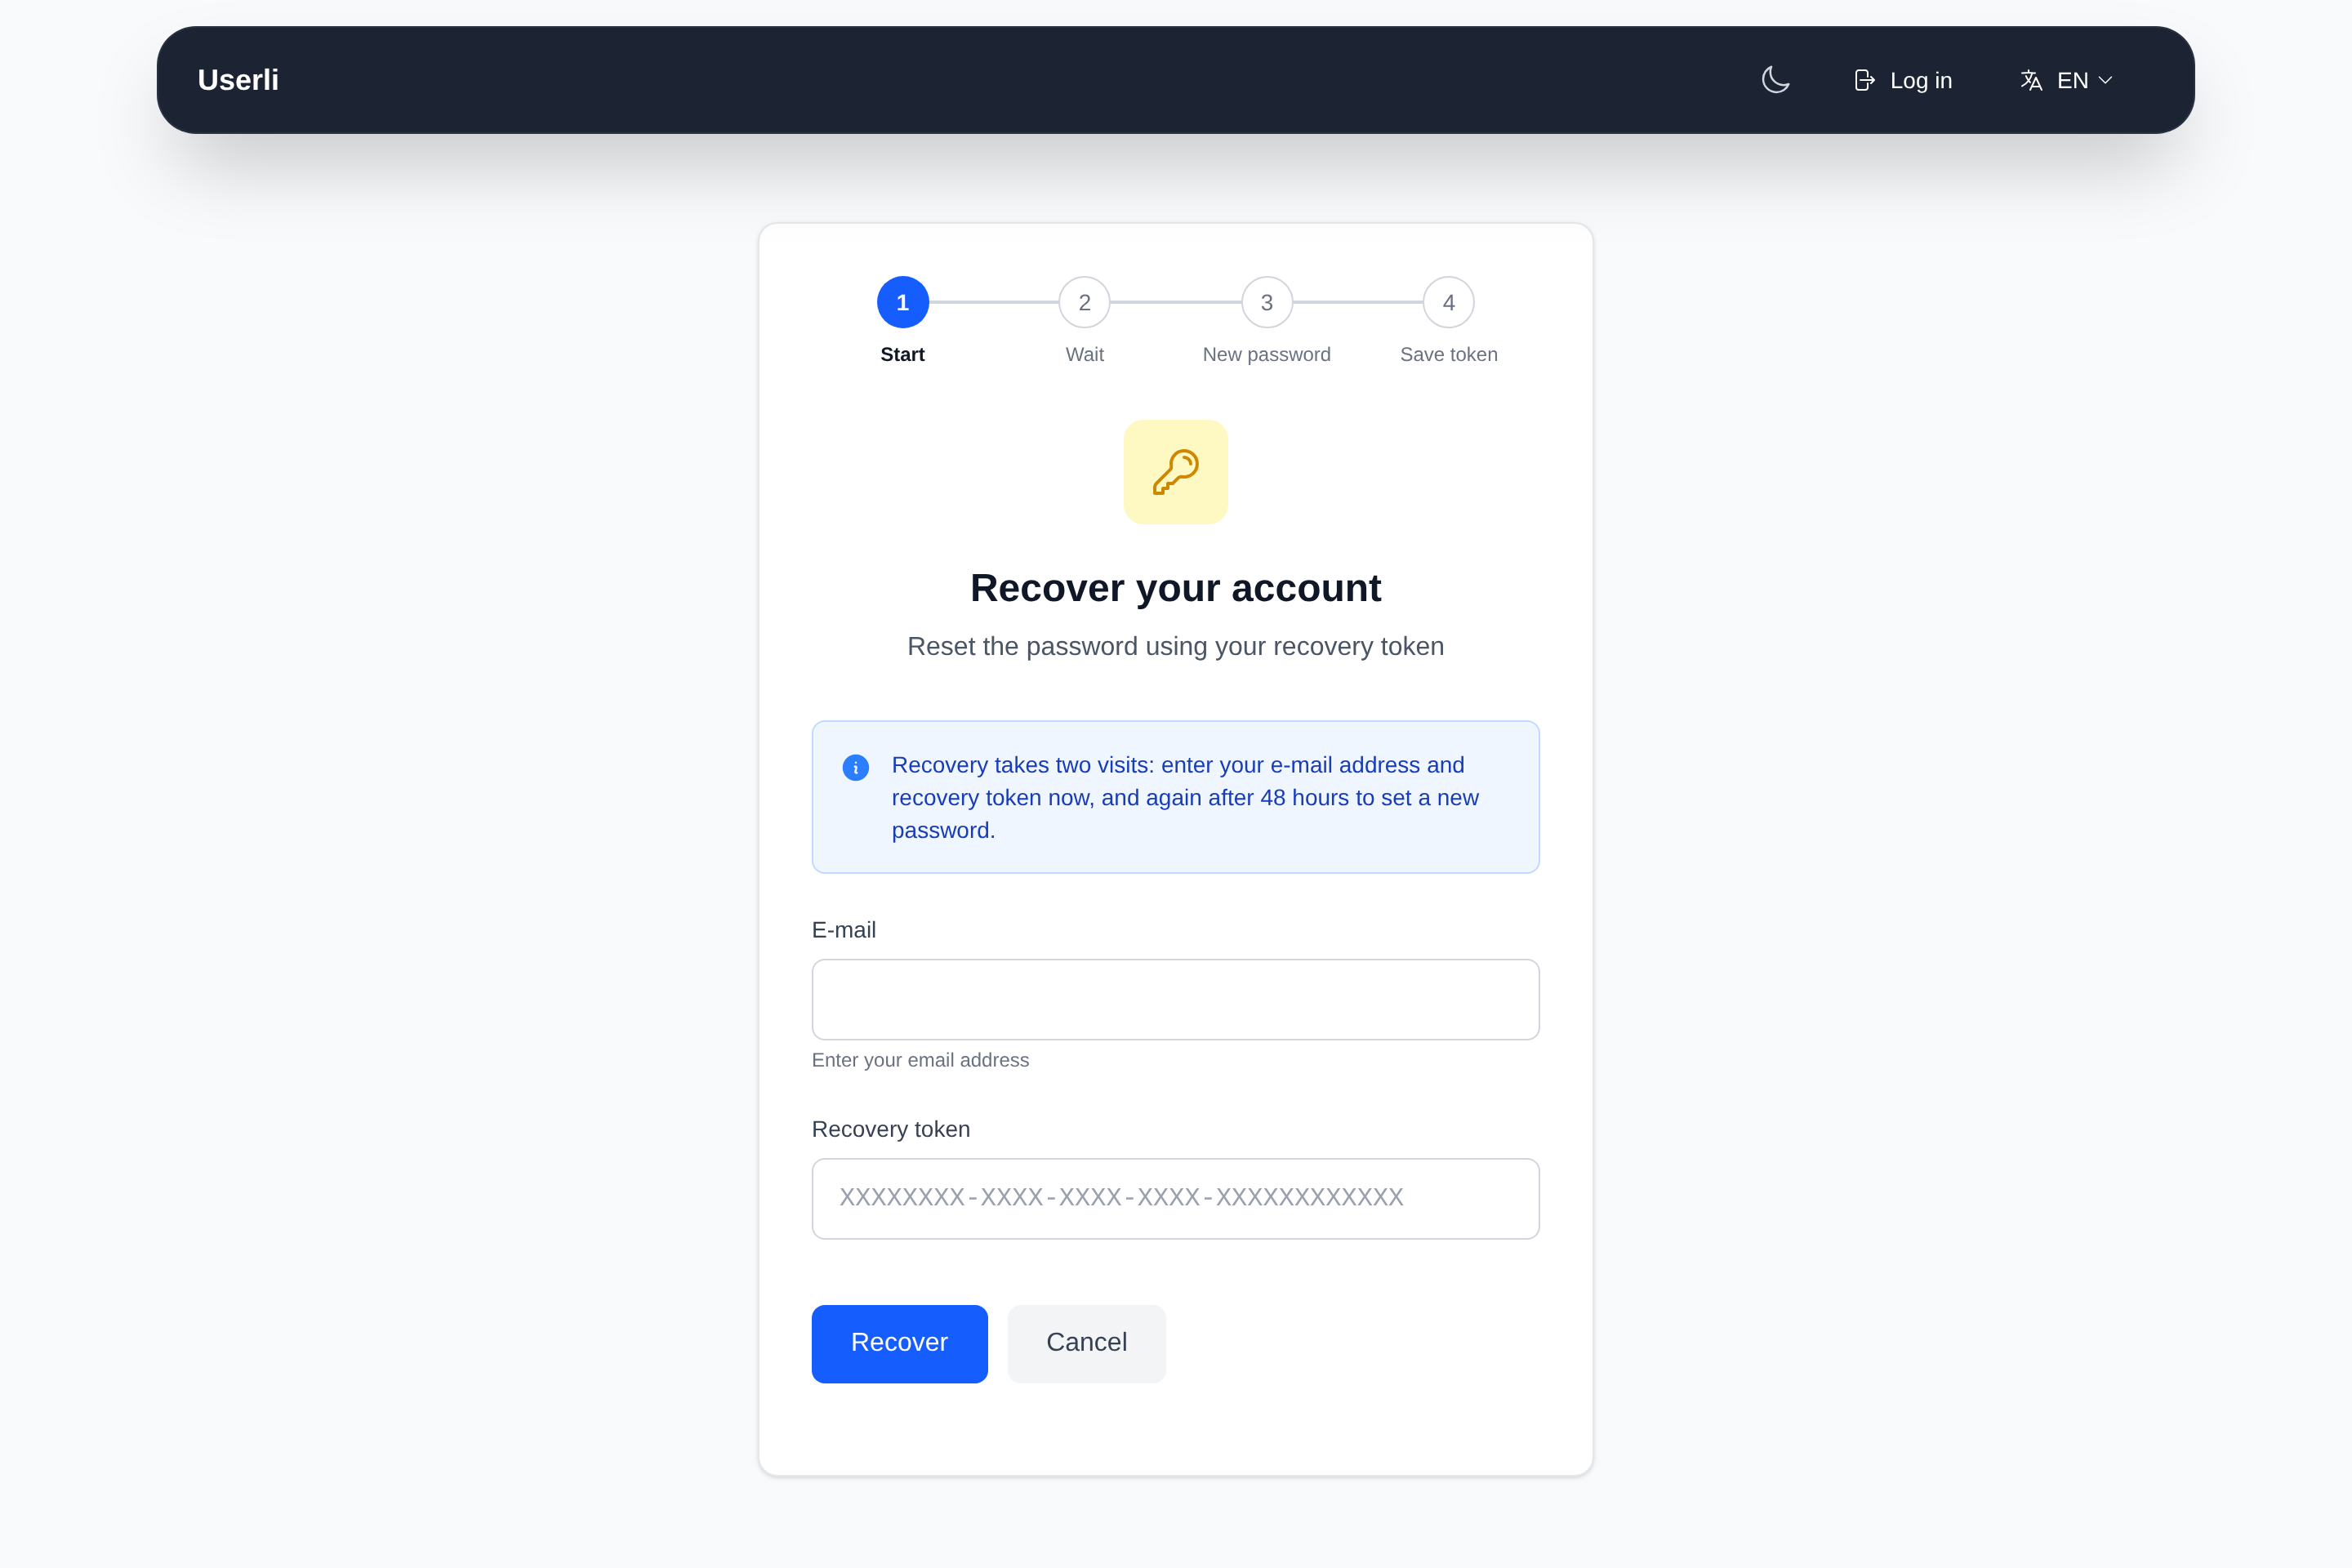 Userli
Log in
EN
1
2
3
4
Start
Wait
New password
Save token
Recover your account
Reset the password using your recovery token
Recovery takes two visits: enter your e-mail address and
recovery token now, and again after 48 hours to set a new
password.
E-mail
Enter your email address
Recovery token
XXXXXXXX-XXXX-XXXX-XXXX-XXXXXXXXXXXX
Recover
Cancel